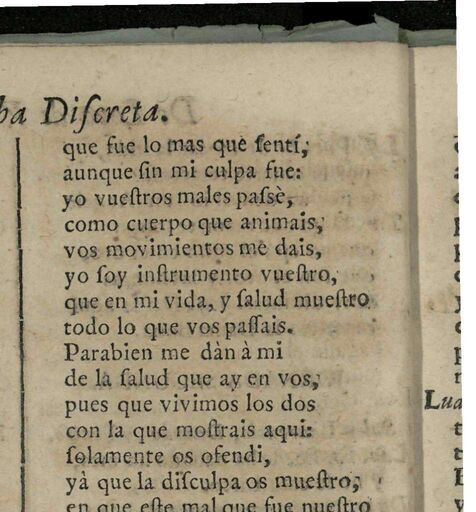 ha Diſcreta.
que fue lo mas que ſentí,
aunque ſin mi culpa fue:
yo vueſtros males paſsè,
como cuerpo que animais,
vos movimientos me dais,
yo ſoy inſtrumento vueſtro,
que en mi vida, y ſalud mueſtro
todo lo que vos paſſais.
Parabien me dàn à mi
de la ſalud que ay en vos,
pues que vivimos los dos
con la que moſtrais aqui:
ſolamente os ofendi,
yà que la diſculpa os mueſtro,
en que eſte mal que fue nueſtro
Lua